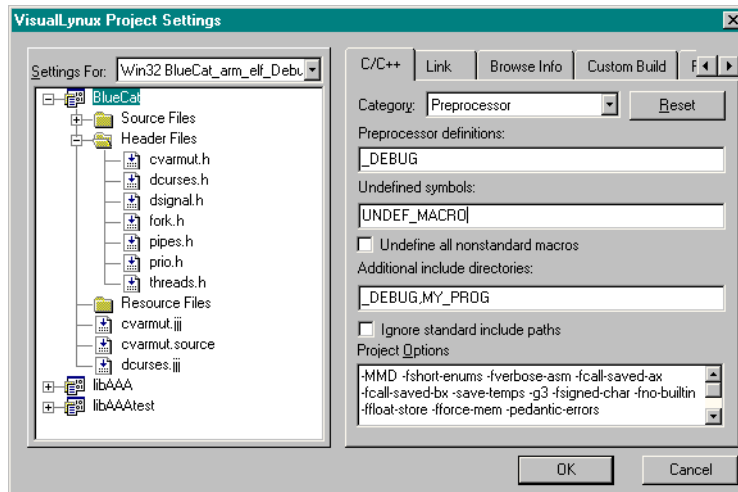 VisualLynux Project Settings
Settings For: Win32 BlueCat_arm_elf_Debu
BlueCat
Source Files
Header Files
cvarmut.h
dcurses.h
dsignal.h
fork.h
pipes.h
prio.h
threads.h
Resource Files
cvarmut.jjj
cvarmut.source
dcurses.jjj
libAAA
libAAAtest
C/C++ Link Browse Info Custom Build
Category: Preprocessor Reset
Preprocessor definitions:
_DEBUG
Undefined symbols:
UNDEF_MACRO
Undefine all nonstandard macros
Additional include directories:
_DEBUG,MY_PROG
Ignore standard include paths
Project Options
-MMD -fshort-enums -fverbose-asm -fcall-saved-ax
-fcall-saved-bx -save-temps -g3 -fsigned-char -fno-builtin
-ffloat-store -fforce-mem -pedantic-errors
OK Cancel